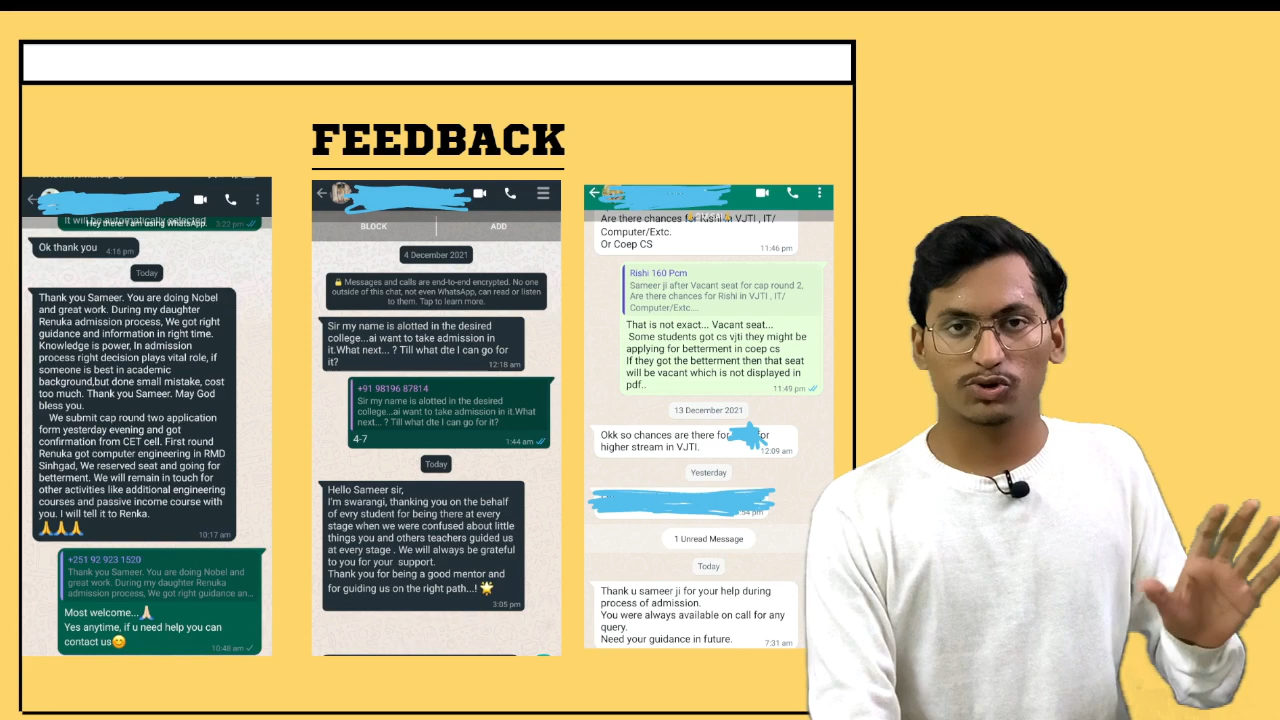 FEEDBACK
it will be automatically selected
Hey there! I am using WhatsApp.
3:22 pm
Ok thank you
4:16 pm
Today
Thank you Sameer. You are doing Nobel
and great work. During my daughter
Renuka admission process, We got right
guidance and information in right time.
Knowledge is power, In admission
process right decision plays vital role, if
someone is best in academic
background,but done small mistake, cost
too much. Thank you Sameer. May God
bless you.
We submit cap round two application
form yesterday evening and got
confirmation from CET cell. First round
Renuka got computer engineering in RMD
Sinhgad, We reserved seat and going for
betterment. We will remain in touch for
other activities like additional engineering
courses and passive income course with
you. I will tell it to Renka.
🙏🙏🙏
10:17 am
+251 92 923 1520
Thank you Sameer. You are doing Nobel and
great work. During my daughter Renuka
admission process, We got right guidance an...
Most welcome...🙏
Yes anytime, if u need help you can
contact us😊
10:48 am
BLOCK
ADD
4 December 2021
🔒 Messages and calls are end-to-end encrypted. No one
outside of this chat, not even WhatsApp, can read or listen
to them. Tap to learn more.
Sir my name is alotted in the desired
college...ai want to take admission in
it.What next... ? Till what dte I can go for
it?
12:18 am
+91 98196 87814
Sir my name is alotted in the desired
college...ai want to take admission in it.What
next... ? Till what dte I can go for it?
4-7
1:44 am
Today
Hello Sameer sir,
I'm swarangi, thanking you on the behalf
of evry student for being there at every
stage when we were confused about little
things you and others teachers guided us
at every stage . We will always be grateful
to you for your support.
Thank you for being a good mentor and
for guiding us on the right path...! 🌟
3:05 pm
Are there chances for Rishi in VJTI, IT/
Computer/Extc.
Or Coep CS
11:46 pm
Rishi 160 Pcm
Sameer ji after Vacant seat for cap round 2,
Are there chances for Rishi in VJTI , IT/
Computer/Extc...
That is not exact... Vacant seat...
Some students got cs vjti they might be
applying for betterment in coep cs
If they got the betterment then that seat
will be vacant which is not displayed in
pdf..
11:49 pm
13 December 2021
Okk so chances are there for for
higher stream in VJTI.
12:09 am
Yesterday
1 Unread Message
Today
Thank u sameer ji for your help during
process of admission.
You were always available on call for any
query.
Need your guidance in future.
7:31 am